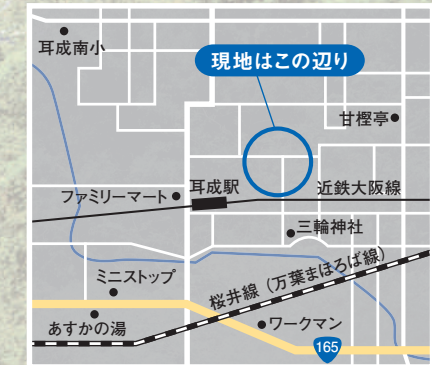 耳成南小
現地はこの辺り
甘樫亭
ファミリーマート
耳成駅
近鉄大阪線
三輪神社
ミニストップ
桜井線（万葉まほろば線）
あすかの湯
ワークマン
165